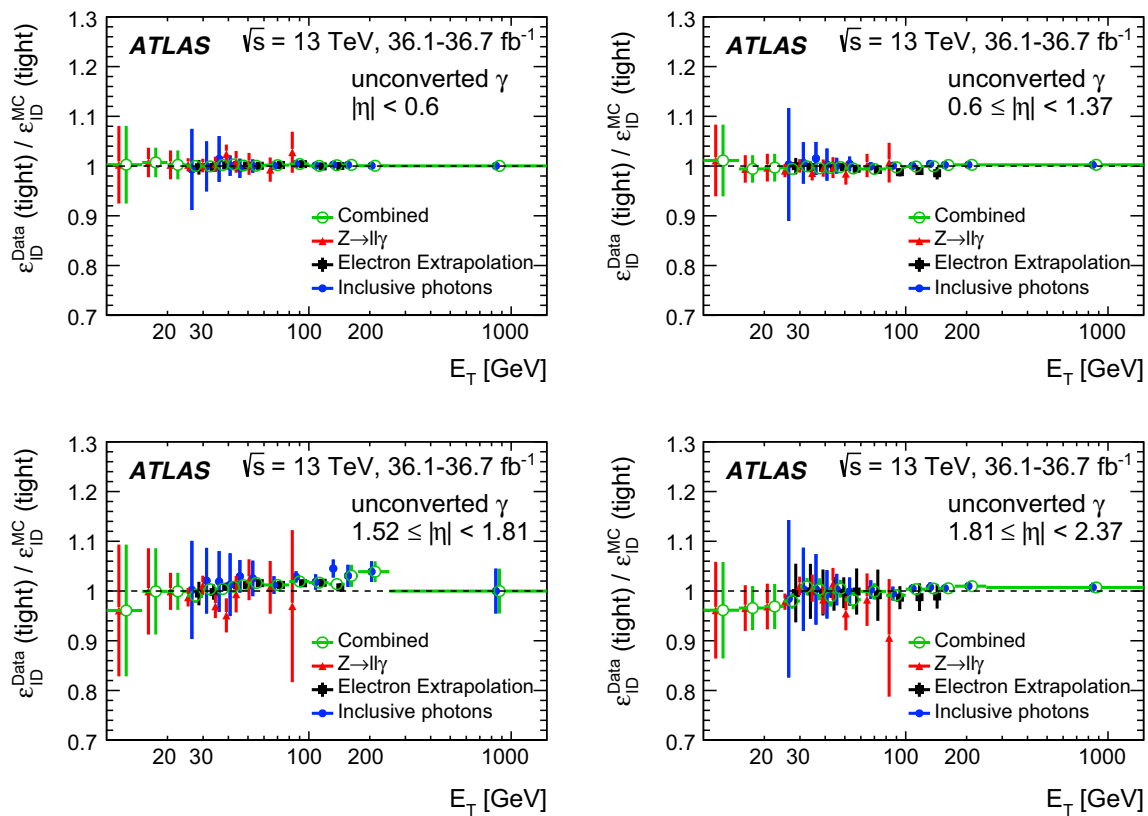 ATLAS √s = 13 TeV, 36.1-36.7 fb⁻¹
unconverted γ
|η| < 0.6
Combined
Z→llγ
Electron Extrapolation
Inclusive photons
ε_ID^Data (tight) / ε_ID^MC (tight)
1.3
1.2
1.1
1
0.9
0.8
0.7
20 30 100 200 1000
E_T [GeV]
ATLAS √s = 13 TeV, 36.1-36.7 fb⁻¹
unconverted γ
0.6 ≤ |η| < 1.37
Combined
Z→llγ
Electron Extrapolation
Inclusive photons
ε_ID^Data (tight) / ε_ID^MC (tight)
1.3
1.2
1.1
1
0.9
0.8
0.7
20 30 100 200 1000
E_T [GeV]
ATLAS √s = 13 TeV, 36.1-36.7 fb⁻¹
unconverted γ
1.52 ≤ |η| < 1.81
Combined
Z→llγ
Electron Extrapolation
Inclusive photons
ε_ID^Data (tight) / ε_ID^MC (tight)
1.3
1.2
1.1
1
0.9
0.8
0.7
20 30 100 200 1000
E_T [GeV]
ATLAS √s = 13 TeV, 36.1-36.7 fb⁻¹
unconverted γ
1.81 ≤ |η| < 2.37
Combined
Z→llγ
Electron Extrapolation
Inclusive photons
ε_ID^Data (tight) / ε_ID^MC (tight)
1.3
1.2
1.1
1
0.9
0.8
0.7
20 30 100 200 1000
E_T [GeV]